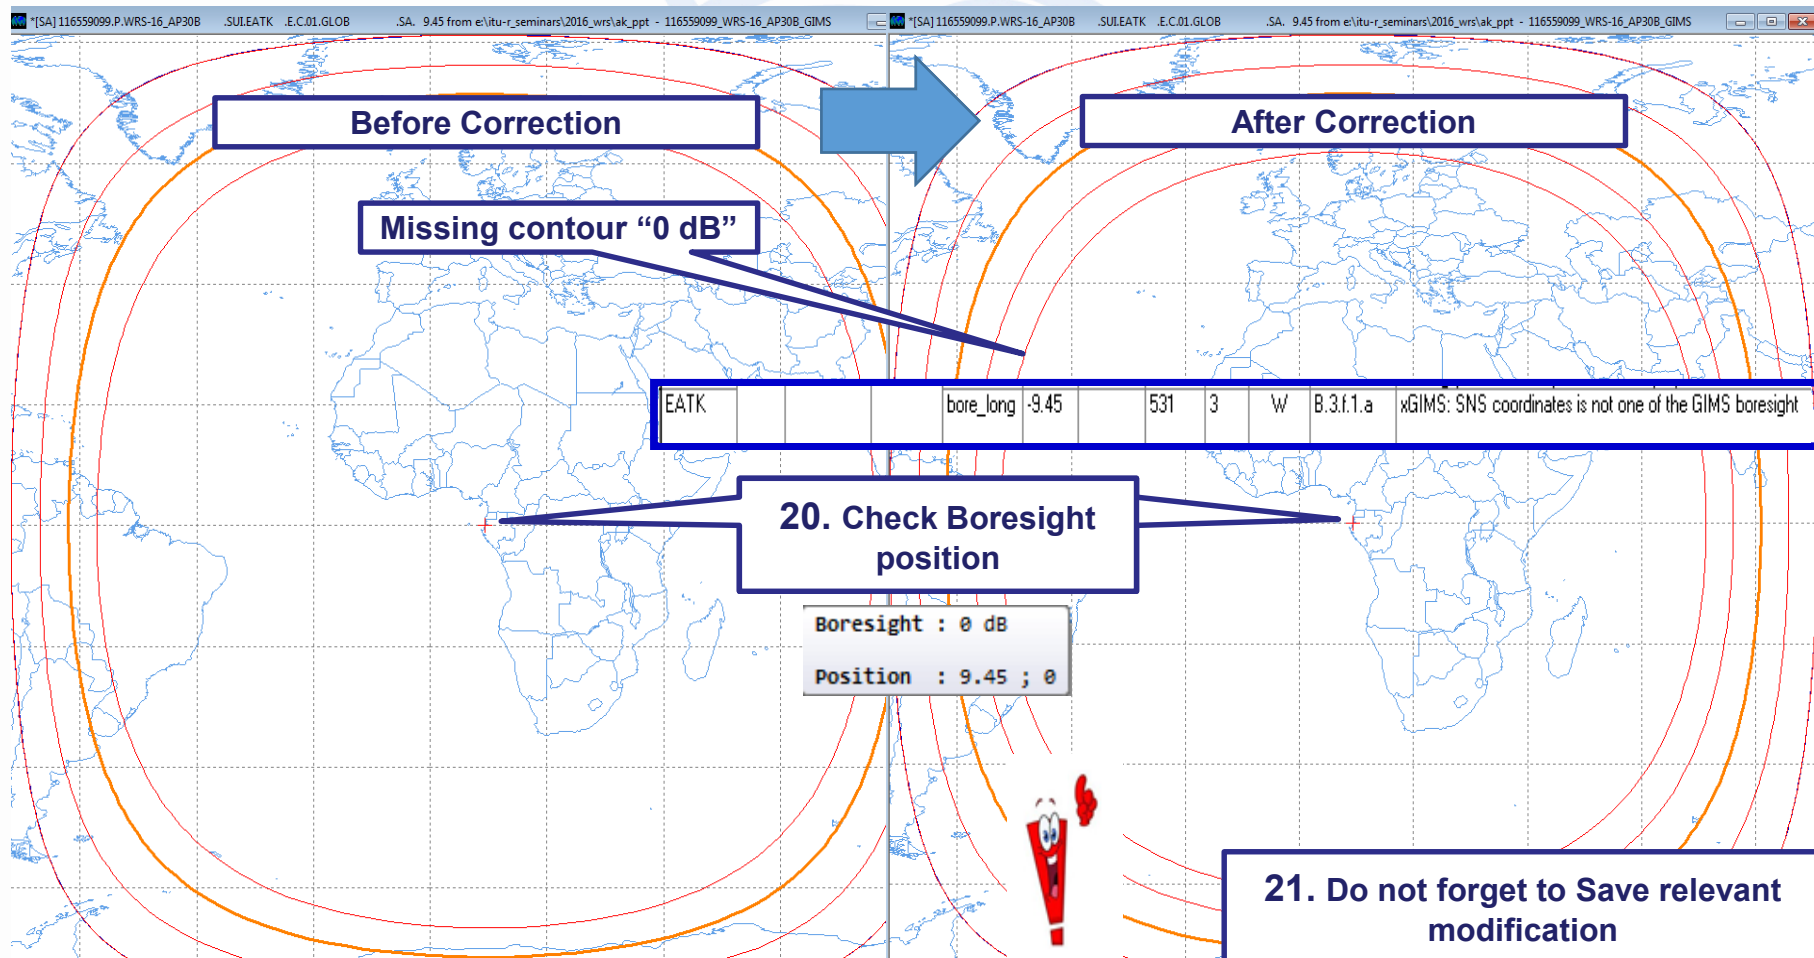 *[SA] 116559099.P.WRS-16_AP30B .SUI.EATK .E.C.01.GLOB .SA. 9.45 from e:\itu-r_seminars\2016_wrs\ak_ppt - 116559099_WRS-16_AP30B_GIMS
*[SA] 116559099.P.WRS-16_AP30B .SUI.EATK .E.C.01.GLOB .SA. 9.45 from e:\itu-r_seminars\2016_wrs\ak_ppt - 116559099_WRS-16_AP30B_GIMS
Before Correction
After Correction
Missing contour “0 dB”
EATK bore_long -9.45 531 3 W B.3.f.1.a xGIMS: SNS coordinates is not one of the GIMS boresight
20. Check Boresight
position
Boresight : 0 dB
Position : 9.45 ; 0
21. Do not forget to Save relevant
modification